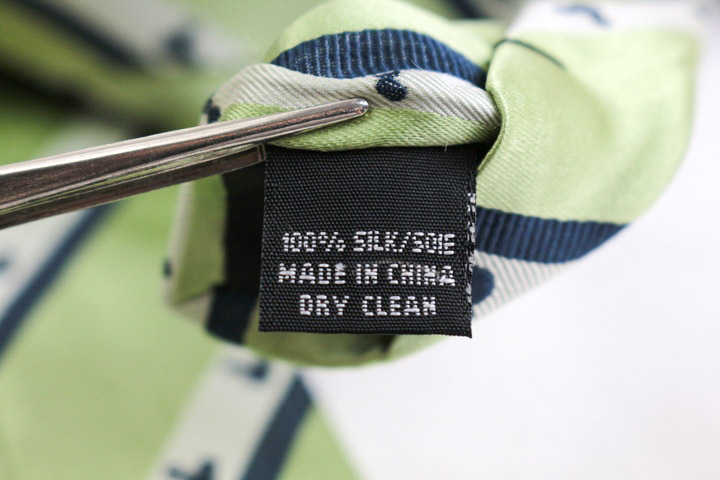 100% SILK/SOIE
MADE IN CHINA
DRY CLEAN